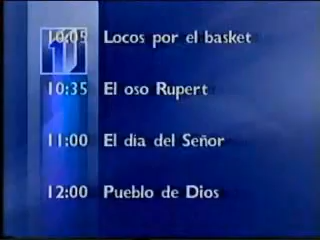 10:05 Locos por el basket
10:35 El oso Rupert
11:00 El dia del Señor
12:00 Pueblo de Dios